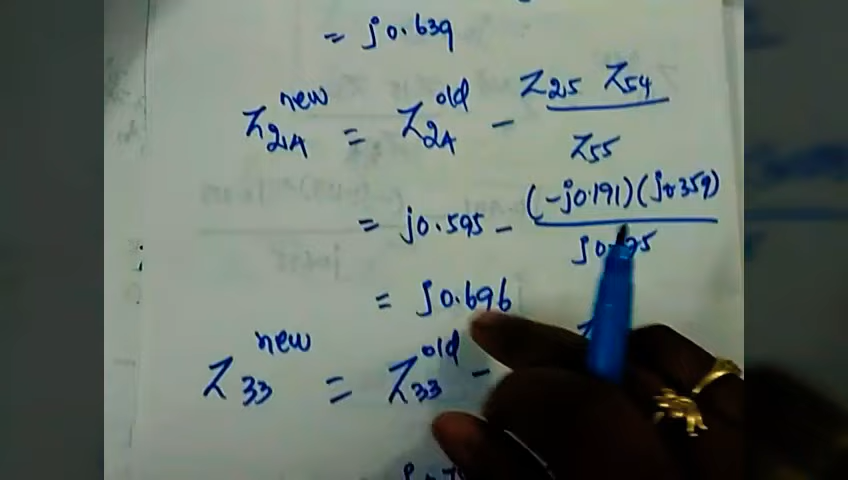 = j0.639
Z24^new = Z24^old - Z25 Z54 / Z55
= j0.595 - (-j0.191)(j0.359) /
= j0.696
Z33^new = Z33^old -